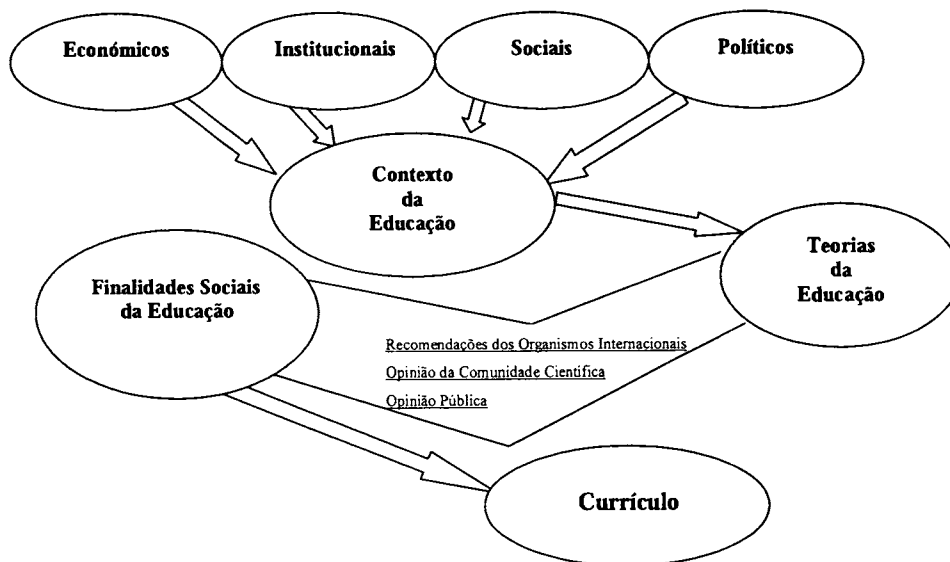 Económicos
Institucionais
Sociais
Políticos
Contexto
da
Educação
Teorias
da
Educação
Finalidades Sociais
da Educação
Recomendações dos Organismos Internacionais
Opinião da Comunidade Científica
Opinião Pública
Currículo